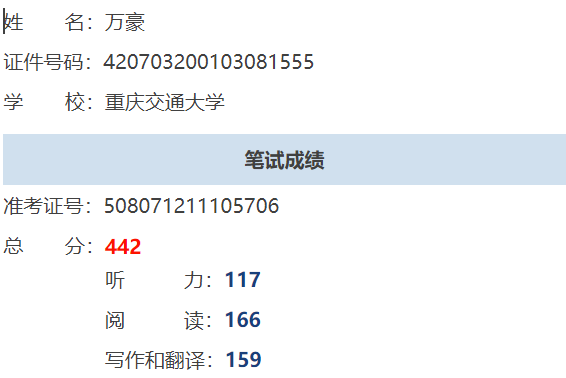 姓 名：万豪
证件号码：420703200103081555
学 校：重庆交通大学
笔试成绩
准考证号：508071211105706
总 分：442
听 力：117
阅 读：166
写作和翻译：159